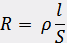 R = ρ l/S